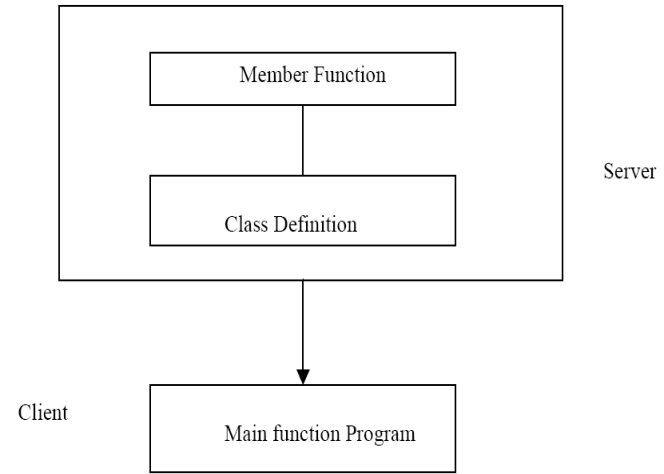 Member Function
Server
Class Definition
Client
Main function Program